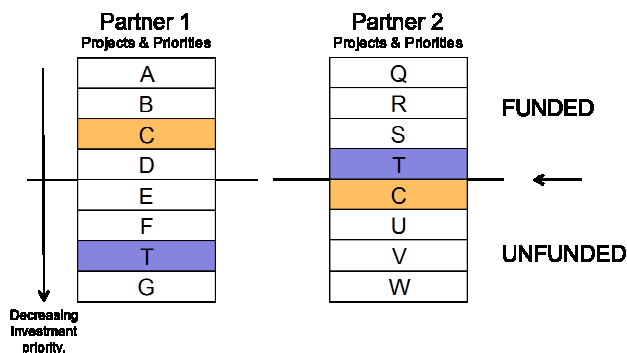 Partner 1
Projects & Priorities
A
B
C
D
E
F
T
G
Partner 2
Projects & Priorities
Q
R
S
T
C
U
V
W
FUNDED
UNFUNDED
Decreasing
investment
priority.